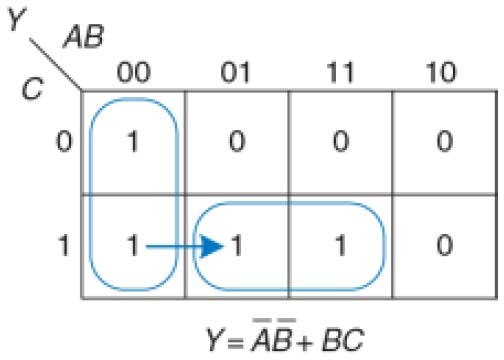 Y
AB
00 01 11 10
C
0 1 0 0 0
1 1 1 1 0
Y = A̅B̅ + BC